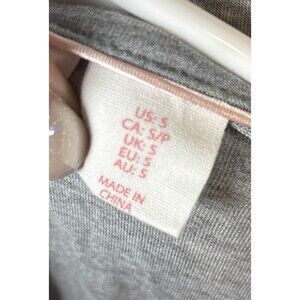 US: S
CA: S/P
UK: S
EU: S
AU: S
MADE IN
CHINA